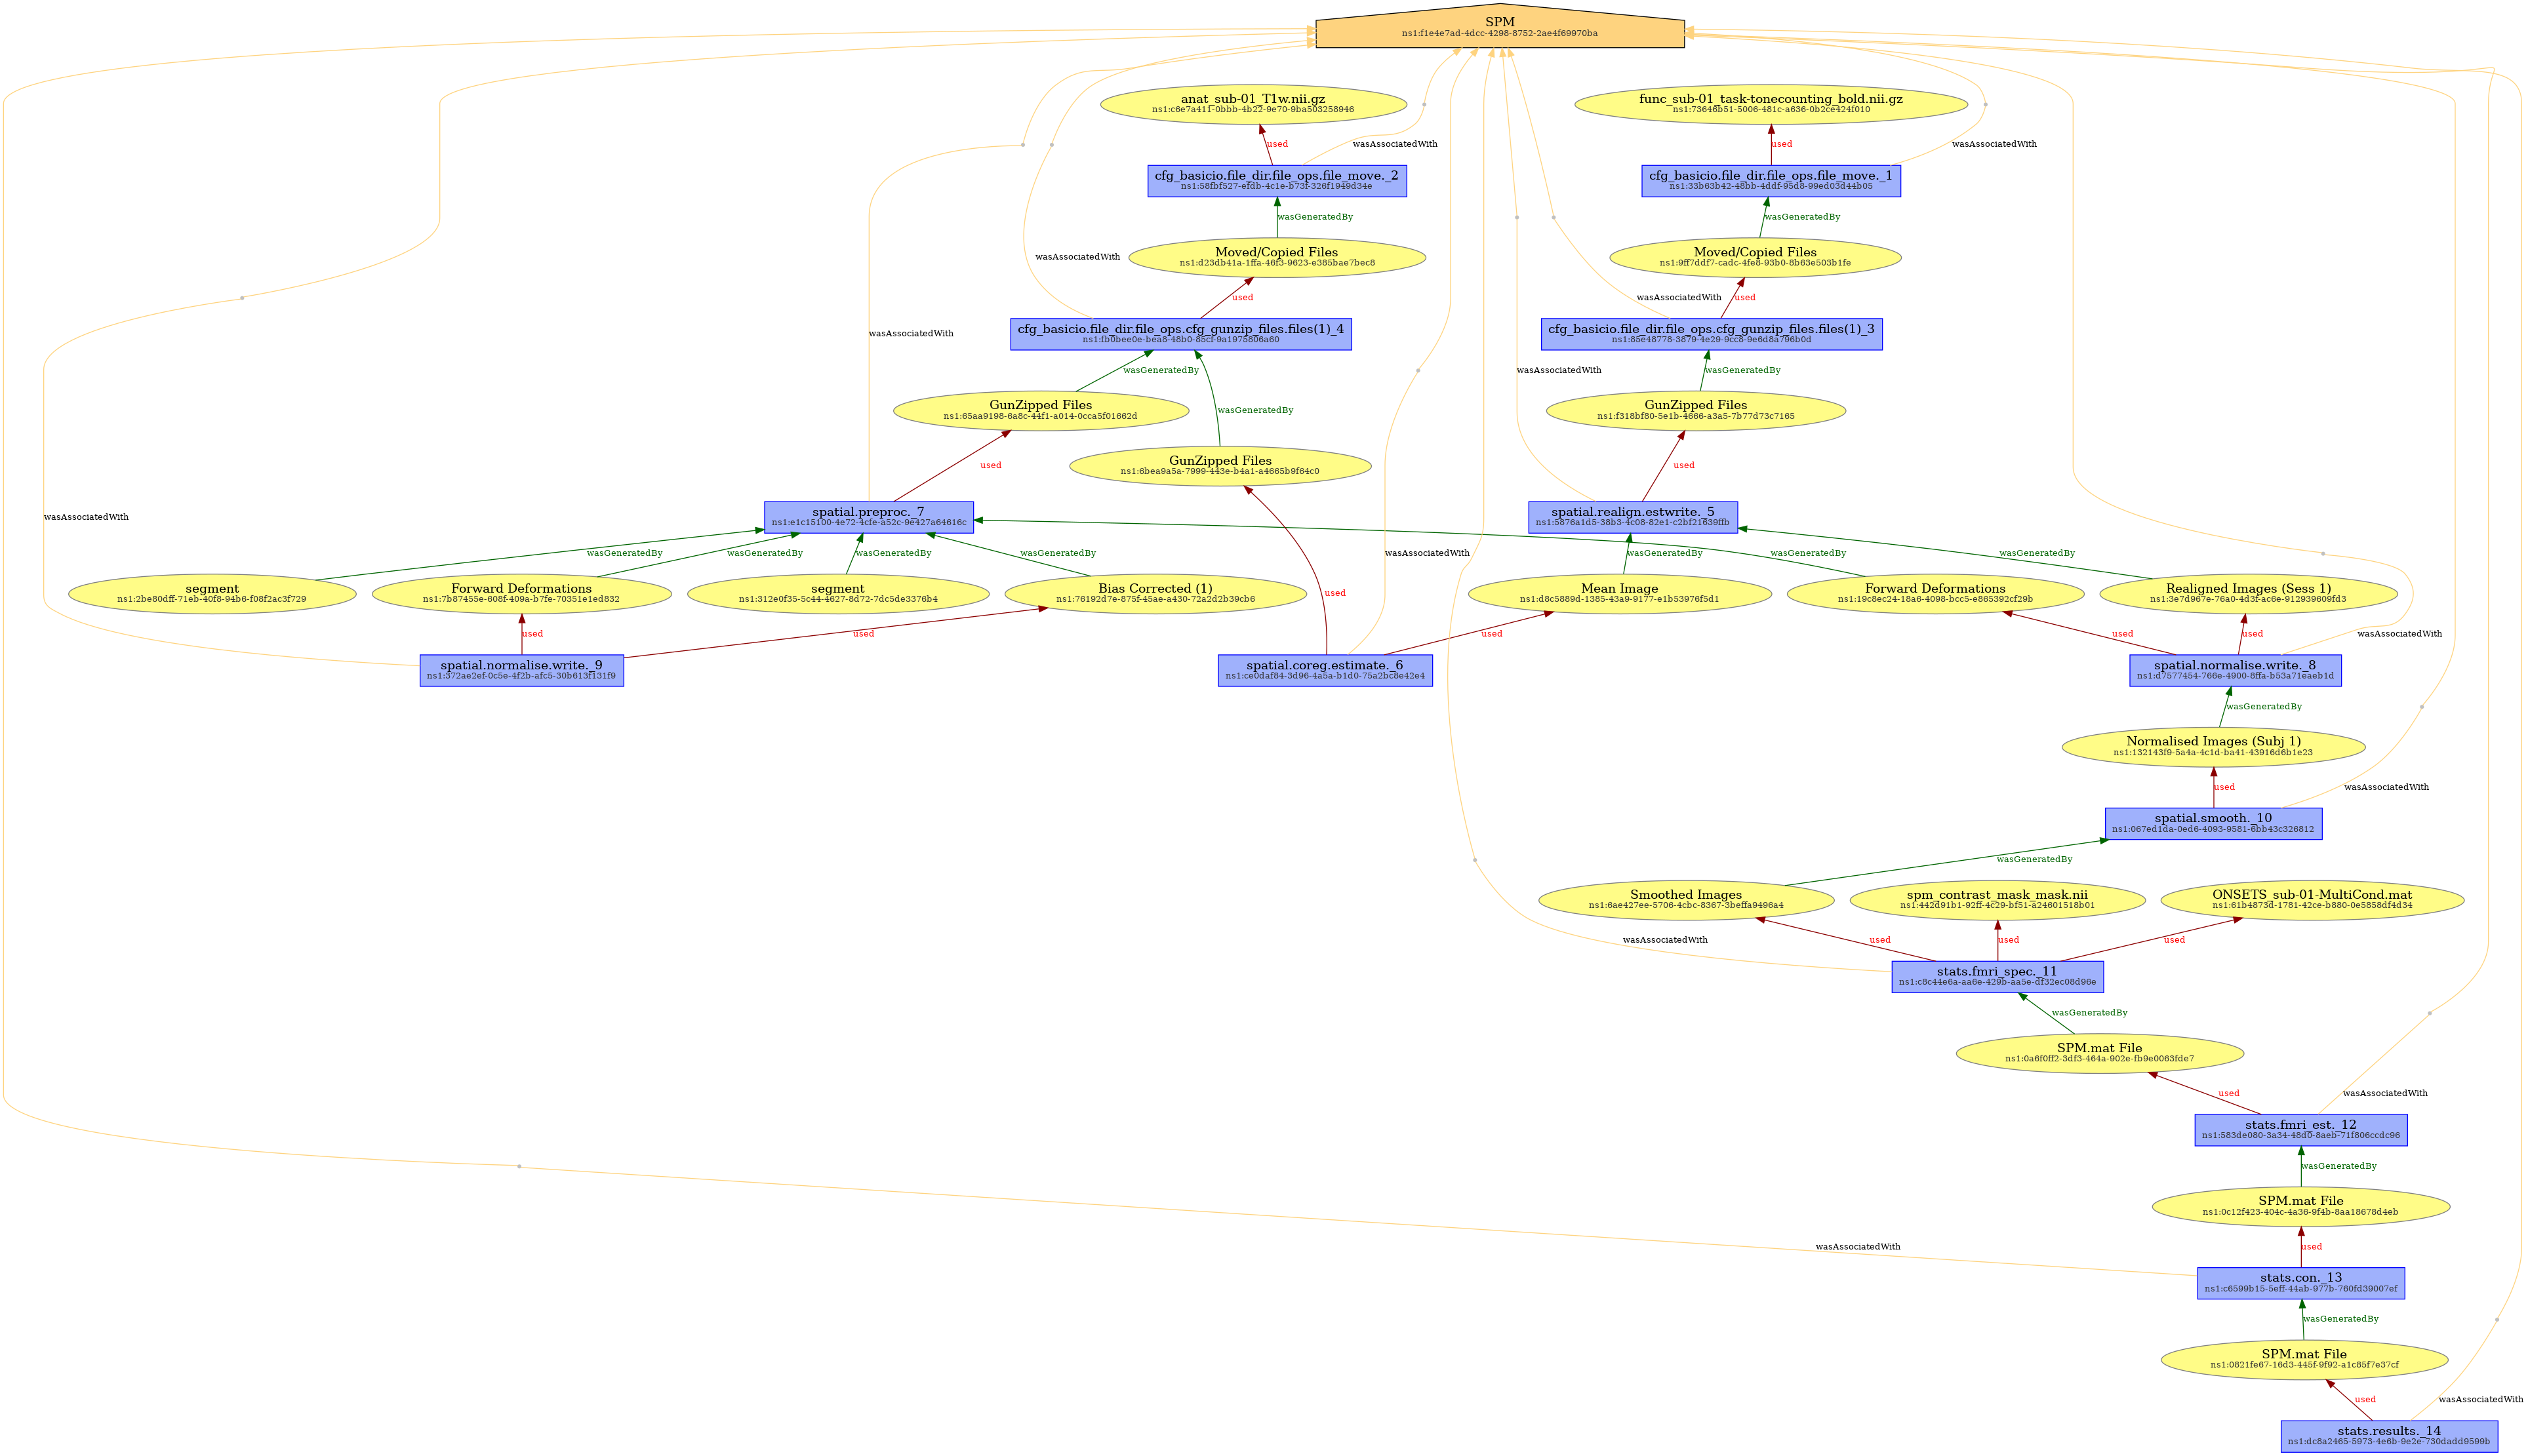 SPM
ns1:f1e4e7ad-4dcc-4298-8752-2ae4f69970ba
anat_sub-01_T1w.nii.gz
ns1:c6e7a411-0bbb-4b22-9e70-9ba503258946
func_sub-01_task-tonecounting_bold.nii.gz
ns1:73646b51-5006-481c-a636-0b2ce424f010
used
wasAssociatedWith
used
wasAssociatedWith
cfg_basicio.file_dir.file_ops.file_move._2
ns1:58fbf527-efdb-4c1e-b73f-326f1949d34e
cfg_basicio.file_dir.file_ops.file_move._1
ns1:33b63b42-48bb-4ddf-95d8-99ed03d44b05
wasGeneratedBy
wasGeneratedBy
wasAssociatedWith
Moved/Copied Files
ns1:d23db41a-1ffa-46f3-9623-e385bae7bec8
Moved/Copied Files
ns1:9ff7ddf7-cadc-4fe8-93b0-8b63e503b1fe
used
wasAssociatedWith
used
wasAssociatedWith
cfg_basicio.file_dir.file_ops.cfg_gunzip_files.files(1)_4
ns1:fb0bee0e-bea8-48b0-85cf-9a1975806a60
cfg_basicio.file_dir.file_ops.cfg_gunzip_files.files(1)_3
ns1:85e48778-3879-4e29-9cc8-9e6d8a796b0d
wasGeneratedBy
wasAssociatedWith
wasGeneratedBy
GunZipped Files
ns1:65aa9198-6a8c-44f1-a014-0cca5f01662d
wasGeneratedBy
GunZipped Files
ns1:f318bf80-5e1b-4666-a3a5-7b77d73c7165
used
GunZipped Files
ns1:6bea9a5a-7999-443e-b4a1-a4665b9f64c0
used
wasAssociatedWith
spatial.preproc._7
ns1:e1c15100-4e72-4cfe-a52c-9e427a64616c
spatial.realign.estwrite._5
ns1:5876a1d5-38b3-4c08-82e1-c2bf21639ffb
wasGeneratedBy
wasGeneratedBy
wasGeneratedBy
wasGeneratedBy
wasAssociatedWith
wasGeneratedBy
wasGeneratedBy
wasGeneratedBy
segment
ns1:2be80dff-71eb-40f8-94b6-f08f2ac3f729
Forward Deformations
ns1:7b87455e-608f-409a-b7fe-70351e1ed832
segment
ns1:312e0f35-5c44-4627-8d72-7dc5de3376b4
Bias Corrected (1)
ns1:76192d7e-875f-45ae-a430-72a2d2b39cb6
used
Mean Image
ns1:d8c5889d-1385-43a9-9177-e1b53976f5d1
Forward Deformations
ns1:19c8ec24-18a6-4098-bcc5-e865392cf29b
Realigned Images (Sess 1)
ns1:3e7d967e-76a0-4d3f-ac6e-912939609fd3
used
used
used
used
used
wasAssociatedWith
spatial.normalise.write._9
ns1:372ae2ef-0c5e-4f2b-afc5-30b613f131f9
spatial.coreg.estimate._6
ns1:ce0daf84-3d96-4a5a-b1d0-75a2bc8e42e4
spatial.normalise.write._8
ns1:d7577454-766e-4900-8ffa-b53a71eaeb1d
wasGeneratedBy
Normalised Images (Subj 1)
ns1:132143f9-5a4a-4c1d-ba41-43916d6b1e23
used
wasAssociatedWith
spatial.smooth._10
ns1:067ed1da-0ed6-4093-9581-6bb43c326812
wasGeneratedBy
Smoothed Images
ns1:6ae427ee-5706-4cbc-8367-3beffa9496a4
spm_contrast_mask_mask.nii
ns1:442d91b1-92ff-4c29-bf51-a24601518b01
ONSETS_sub-01-MultiCond.mat
ns1:61b4873d-1781-42ce-b880-0e5858df4d34
wasAssociatedWith
used
used
used
stats.fmri_spec._11
ns1:c8c44e6a-aa6e-429b-aa5e-df32ec08d96e
wasGeneratedBy
SPM.mat File
ns1:0a6f0ff2-3df3-464a-902e-fb9e0063fde7
used
wasAssociatedWith
stats.fmri_est._12
ns1:583de080-3a34-48d0-8aeb-71f806ccdc96
wasGeneratedBy
SPM.mat File
ns1:0c12f423-404c-4a36-9f4b-8aa18678d4eb
wasAssociatedWith
used
stats.con._13
ns1:c6599b15-5eff-44ab-977b-760fd39007ef
wasGeneratedBy
SPM.mat File
ns1:0821fe67-16d3-445f-9f92-a1c85f7e37cf
used
wasAssociatedWith
stats.results._14
ns1:dc8a2465-5973-4e6b-9e2e-730dadd9599b